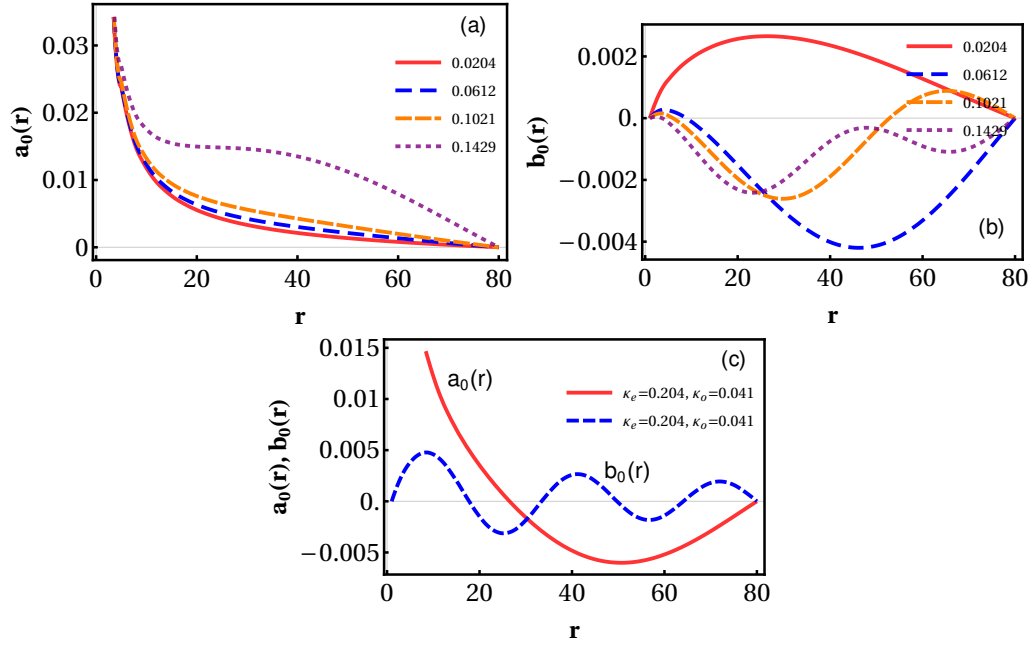 (a)
0.03
0.02
0.01
0
a₀(r)
0.0204
0.0612
0.1021
0.1429
0 20 40 60 80
r
0.002
0.
−0.002
−0.004
b₀(r)
0.0204
0.0612
0.1021
0.1429
(b)
0 20 40 60 80
r
(c)
0.015
0.01
0.005
0.
−0.005
a₀(r), b₀(r)
a₀(r)
κₑ=0.204, κₒ=0.041
κₑ=0.204, κₒ=0.041
b₀(r)
0 20 40 60 80
r